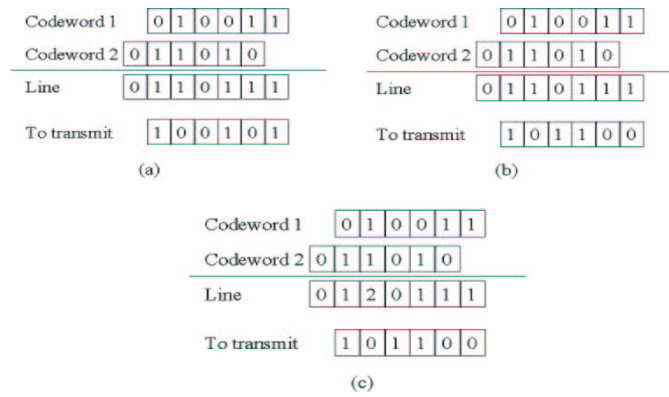 Codeword 1 0 1 0 0 1 1
Codeword 2 0 1 1 0 1 0
Line 0 1 1 0 1 1 1
To transmit 1 0 0 1 0 1
(a)
Codeword 1 0 1 0 0 1 1
Codeword 2 0 1 1 0 1 0
Line 0 1 1 0 1 1 1
To transmit 1 0 1 1 0 0
(b)
Codeword 1 0 1 0 0 1 1
Codeword 2 0 1 1 0 1 0
Line 0 1 2 0 1 1 1
To transmit 1 0 1 1 0 0
(c)